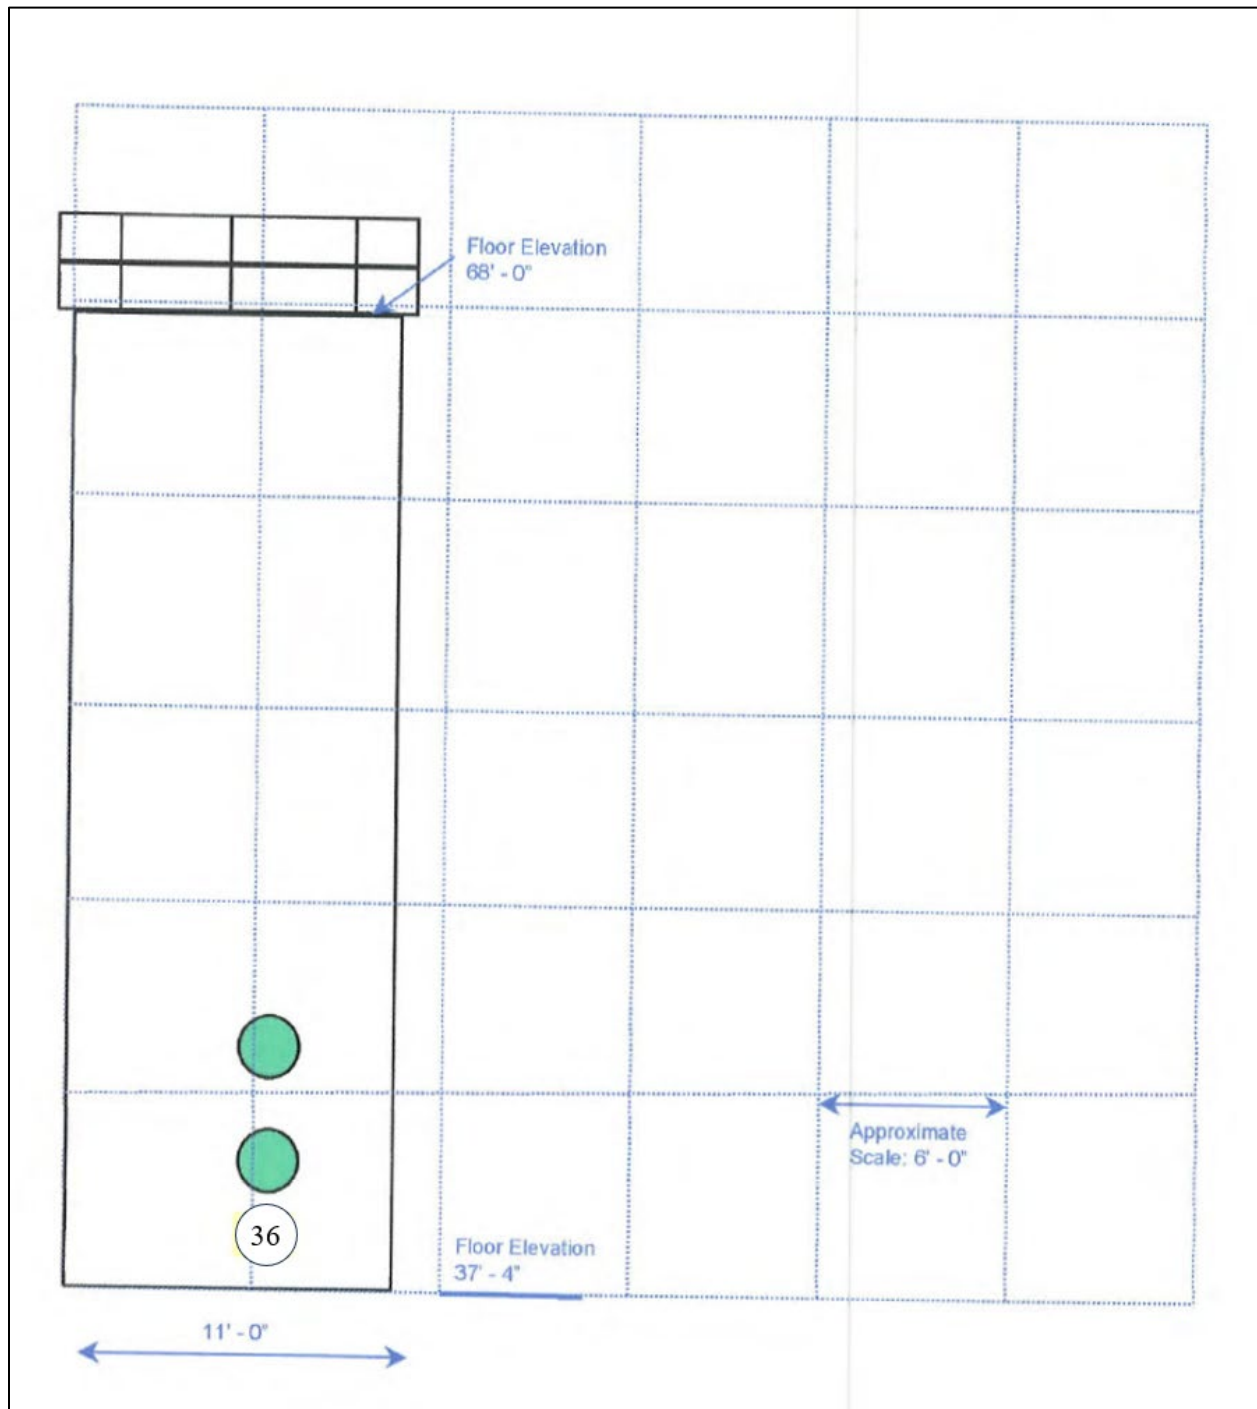 Floor Elevation
68' - 0"
Approximate
Scale: 6' - 0"
36
Floor Elevation
37' - 4"
11' - 0"